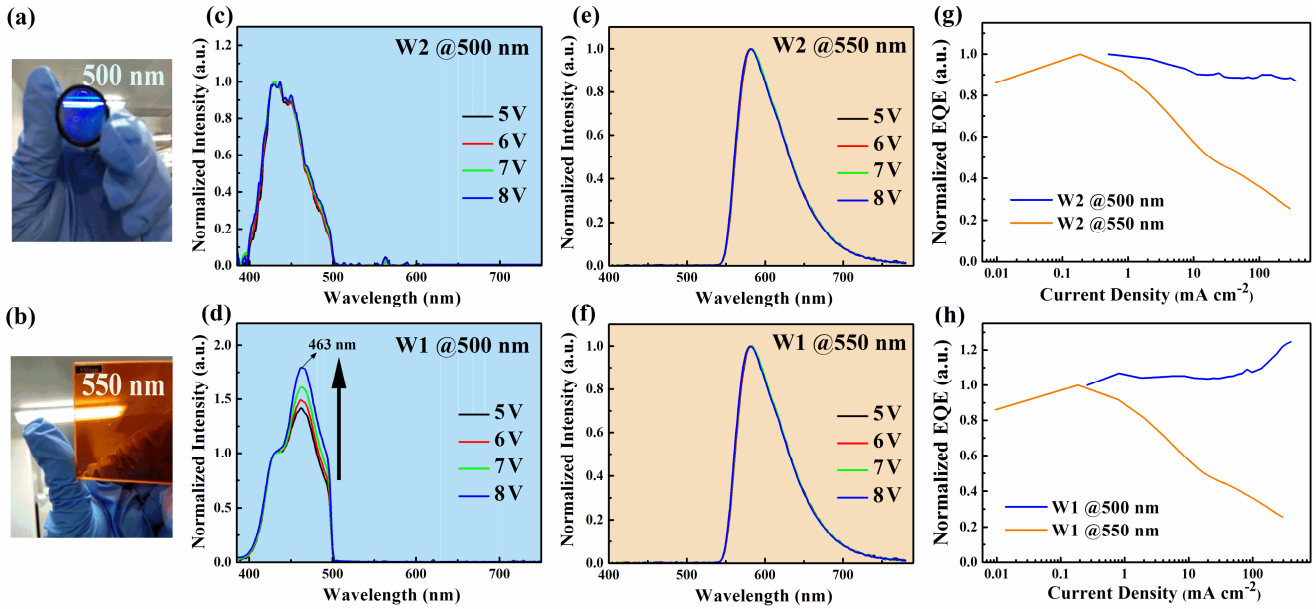 (a)
500 nm
(b)
550 nm
(c)
W2 @500 nm
5V
6V
7V
8V
Normalized Intensity (a.u.)
1.2
1.0
0.8
0.6
0.4
0.2
0.0
400 500 600 700
Wavelength (nm)
(d)
463 nm
W1 @500 nm
5V
6V
7V
8V
Normalized Intensity (a.u.)
2.0
1.5
1.0
0.5
0.0
400 500 600 700
Wavelength (nm)
(e)
W2 @550 nm
5V
6V
7V
8V
Normalized Intensity (a.u.)
1.0
0.8
0.6
0.4
0.2
0.0
400 500 600 700 800
Wavelength (nm)
(f)
W1 @550 nm
5V
6V
7V
8V
Normalized Intensity (a.u.)
1.0
0.8
0.6
0.4
0.2
0.0
400 500 600 700 800
Wavelength (nm)
(g)
Normalized EQE (a.u.)
1.0
0.8
0.6
0.4
0.2
0.0
W2 @500 nm
W2 @550 nm
0.01 0.1 1 10 100
Current Density (mA cm⁻²)
(h)
Normalized EQE (a.u.)
1.2
1.0
0.8
0.6
0.4
0.2
0.0
W1 @500 nm
W1 @550 nm
0.01 0.1 1 10 100
Current Density (mA cm⁻²)